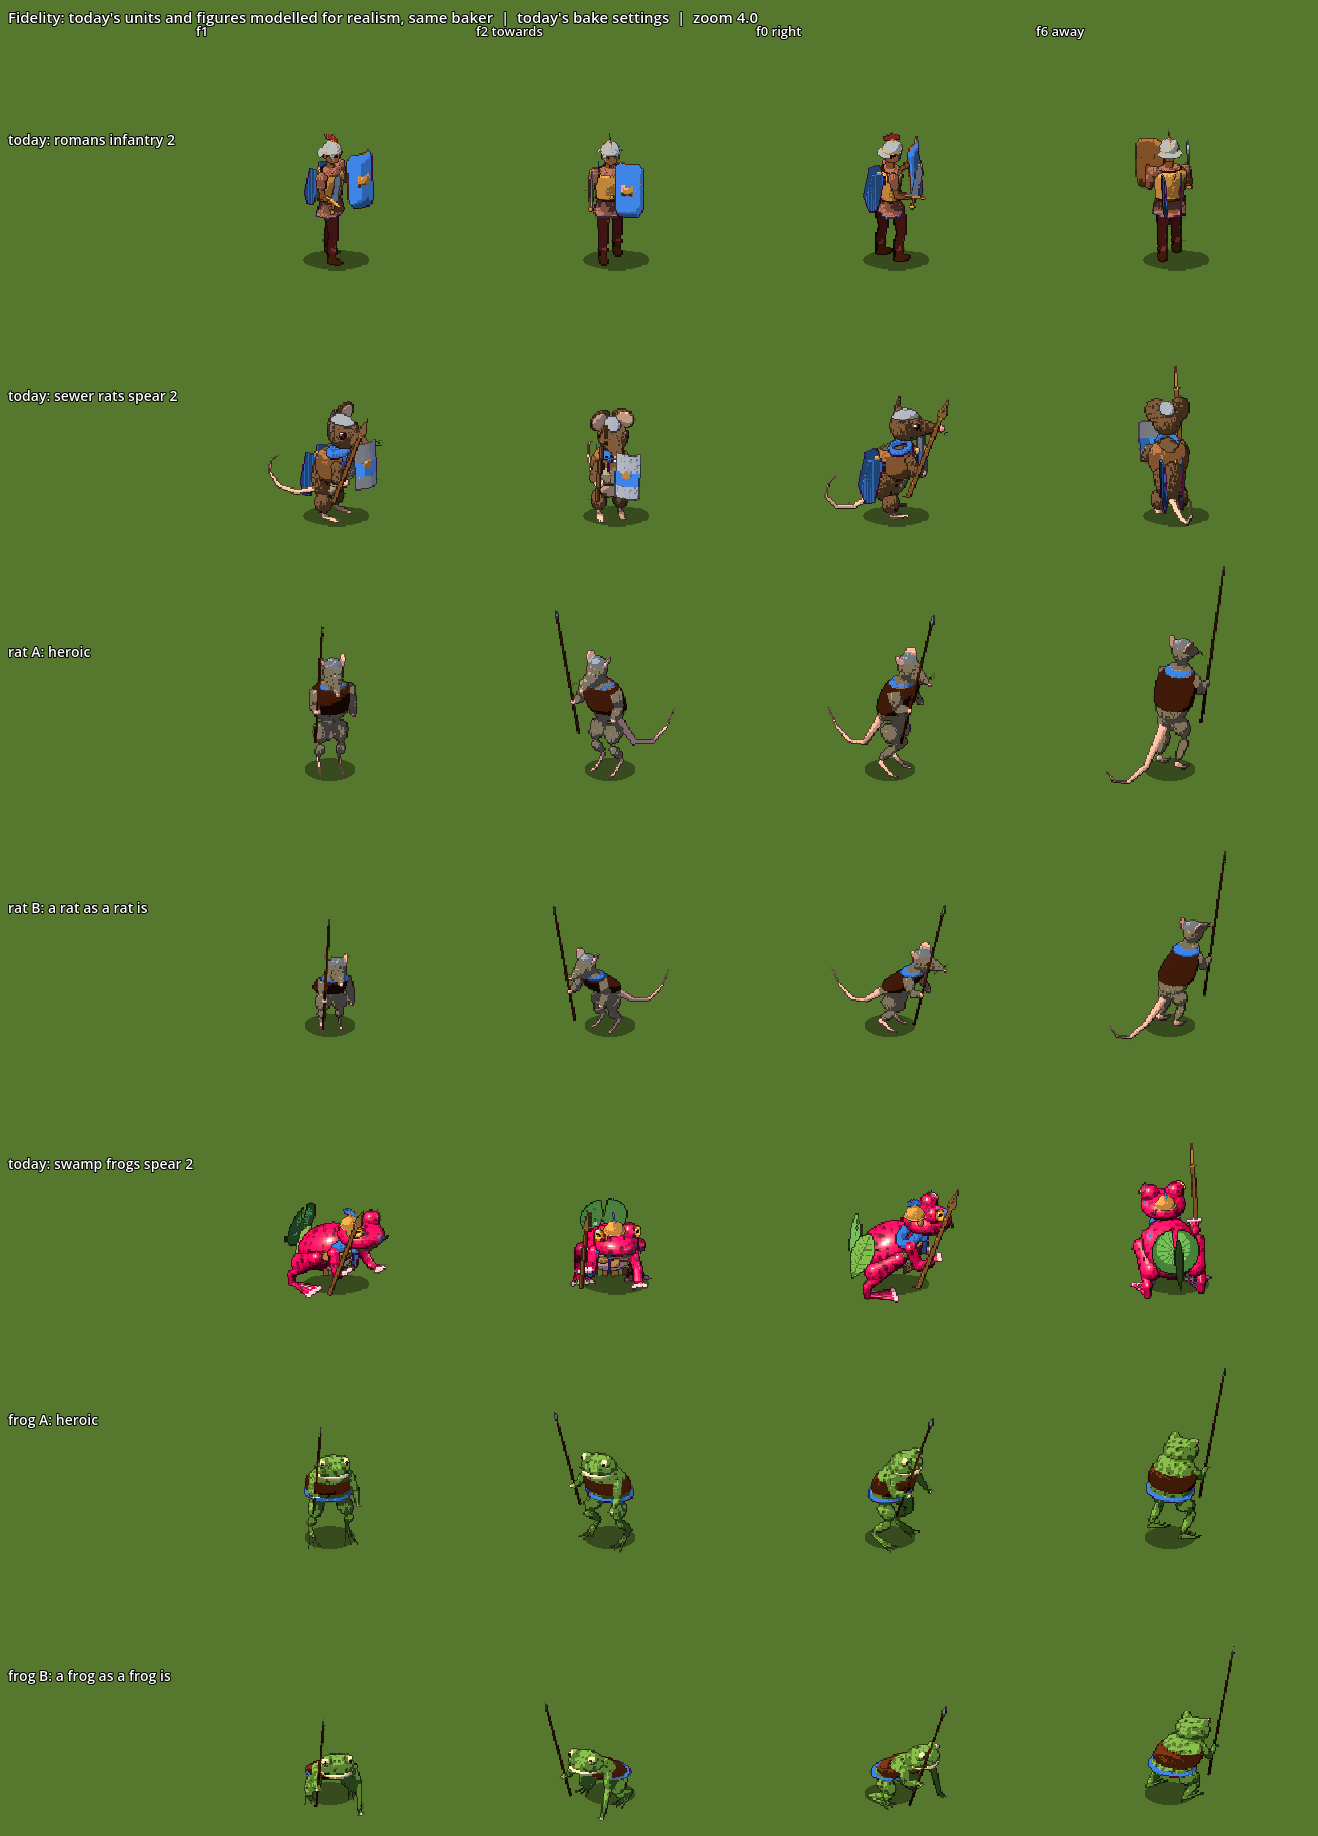 Fidelity: today's units and figures modelled for realism, same baker | today's bake settings | zoom 4.0
f1 f2 towards f0 right f6 away
today: romans infantry 2
today: sewer rats spear 2
rat A: heroic
rat B: a rat as a rat is
today: swamp frogs spear 2
frog A: heroic
frog B: a frog as a frog is